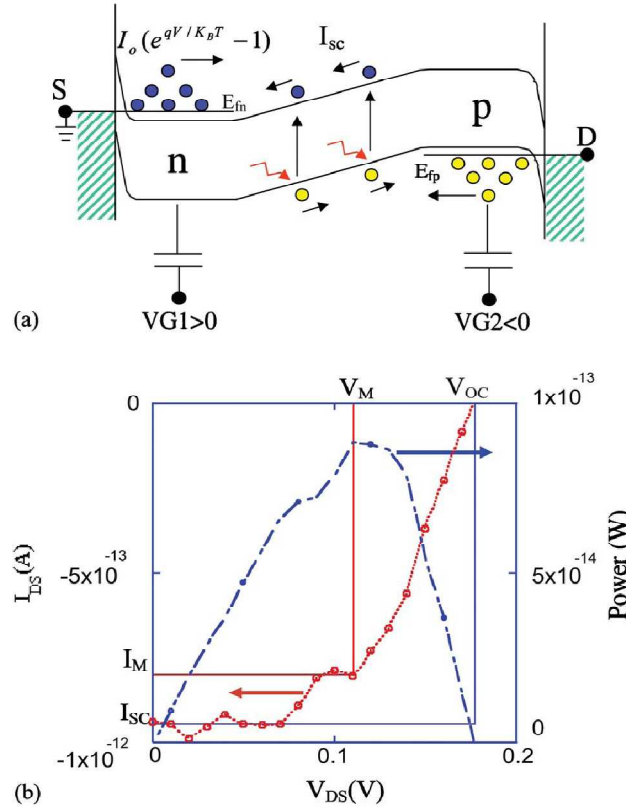 I_o(e^{qV/K_BT} −1)
I_sc
S
E_fn
p
D
n
E_fp
VG1>0
VG2<0
(a)
V_M
V_OC
0
1x10^-13
I_DS(A)
-5x10^-13
5x10^-14
Power (W)
I_M
I_SC
0
-1x10^-12
0
0.1
0.2
V_DS(V)
(b)